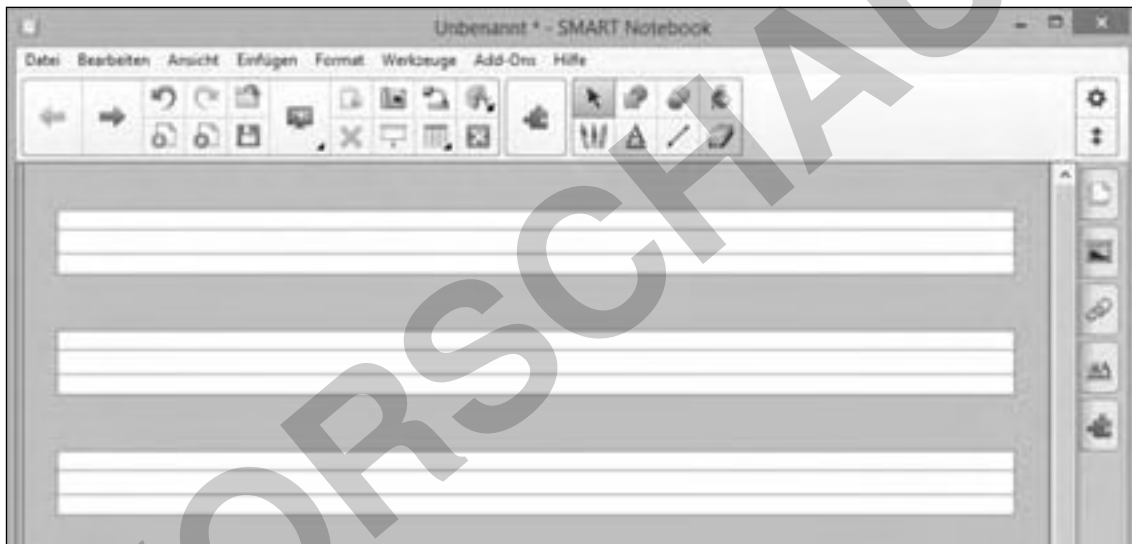 Unbenannt * - SMART Notebook
Datei Bearbeiten Ansicht Einfügen Format Werkzeuge Add-Ons Hilfe
VORSCHAU